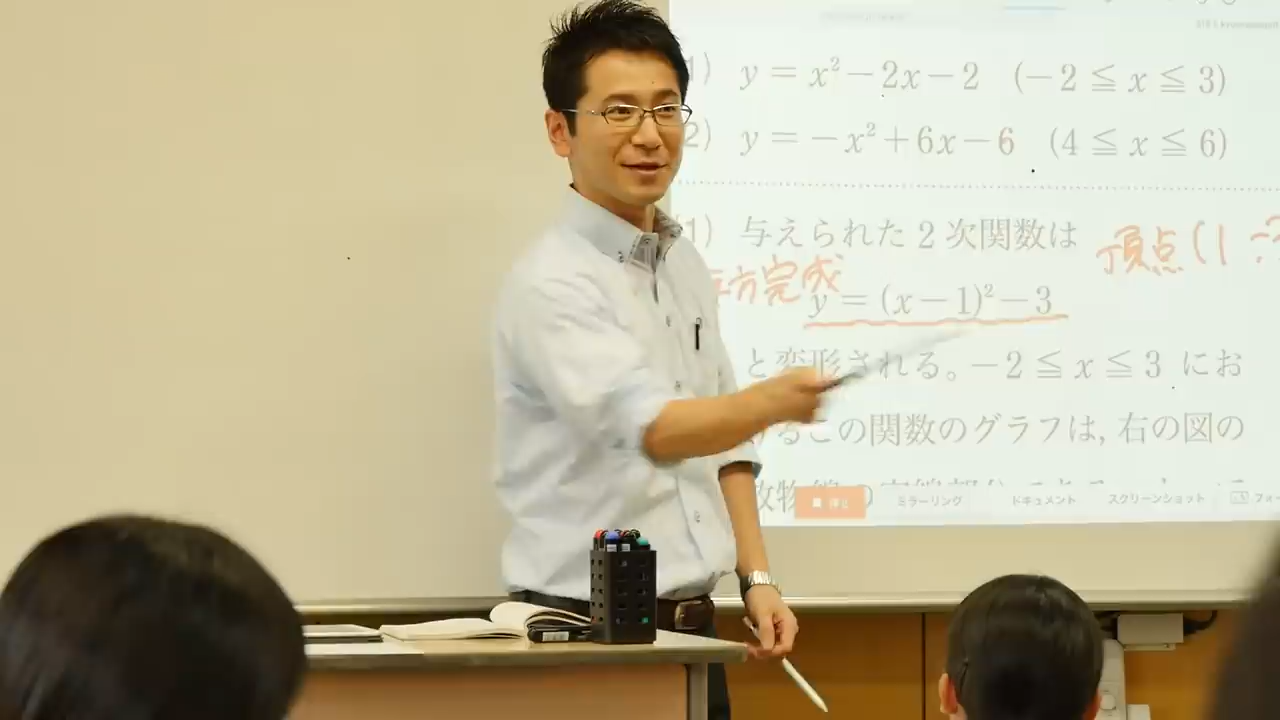 1) y = x² − 2x − 2 (−2 ≦ x ≦ 3)
2) y = −x² + 6x − 6 (4 ≦ x ≦ 6)
(1) 与えられた 2 次関数は
頂点(1
方完成
y = (x − 1)² − 3
と変形される。−2 ≦ x ≦ 3 にお
けるこの関数のグラフは, 右の図の
ミラーリング ドキュメント スクリーンショット